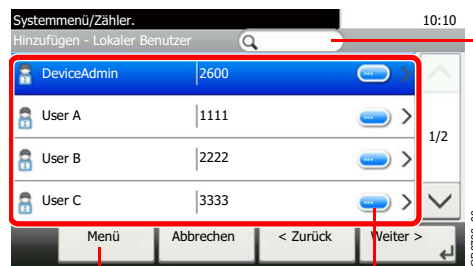 Systemmenü/Zähler. 10:10
Hinzufügen - Lokaler Benutzer
DeviceAdmin 2600
User A 1111
1/2
User B 2222
User C 3333
Menü Abbrechen < Zurück Weiter >